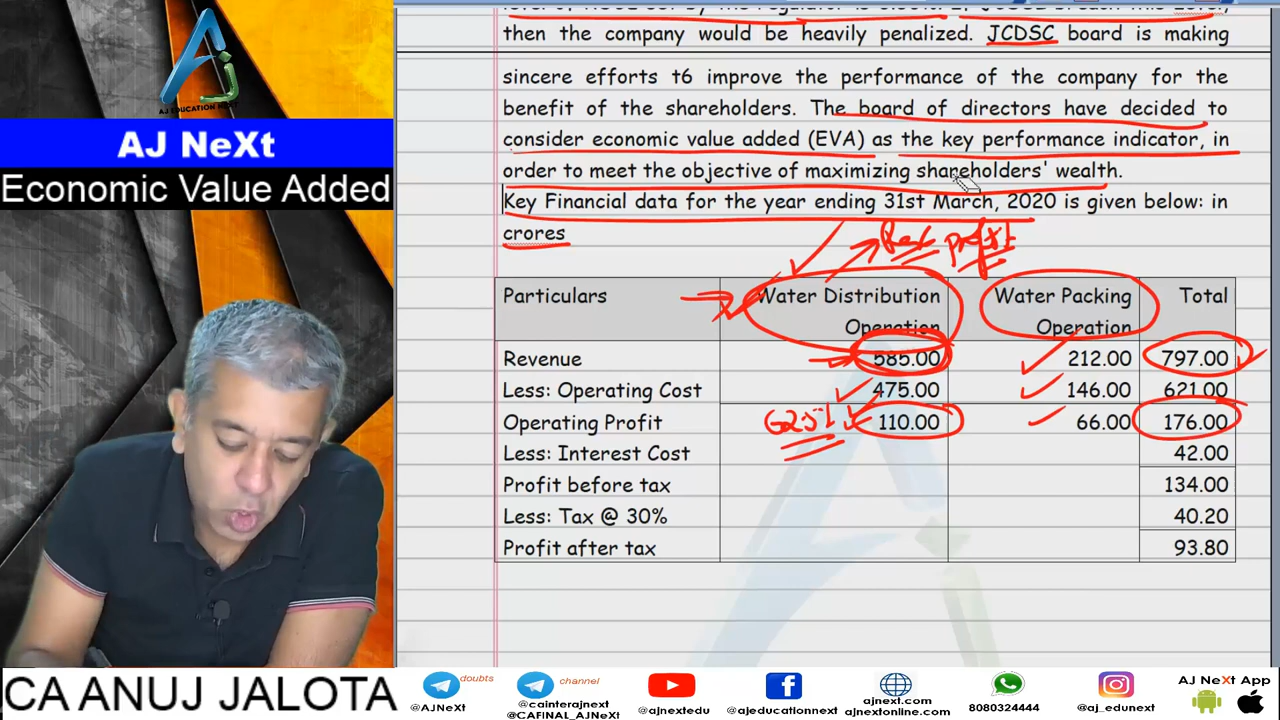 AJ EDUCATION NEXT
AJ NeXt
Economic Value Added
then the company would be heavily penalized. JCDSC board is making
sincere efforts t6 improve the performance of the company for the
benefit of the shareholders. The board of directors have decided to
consider economic value added (EVA) as the key performance indicator, in
order to meet the objective of maximizing shareholders' wealth.
Key Financial data for the year ending 31st March, 2020 is given below: in
crores
profit
Particulars Water Distribution Operation Water Packing Operation Total
Revenue 585.00 212.00 797.00
Less: Operating Cost 475.00 146.00 621.00
Operating Profit 110.00 66.00 176.00
Less: Interest Cost 42.00
Profit before tax 134.00
Less: Tax @ 30% 40.20
Profit after tax 93.80
CA ANUJ JALOTA
doubts
@AJNeXt
channel
@cainterajnext
@CAFINAL_AJNeXt
@ajnextedu
@ajeducationnext
ajnext.com
ajnextonline.com
8080324444
@aj_edunext
AJ NeXt App